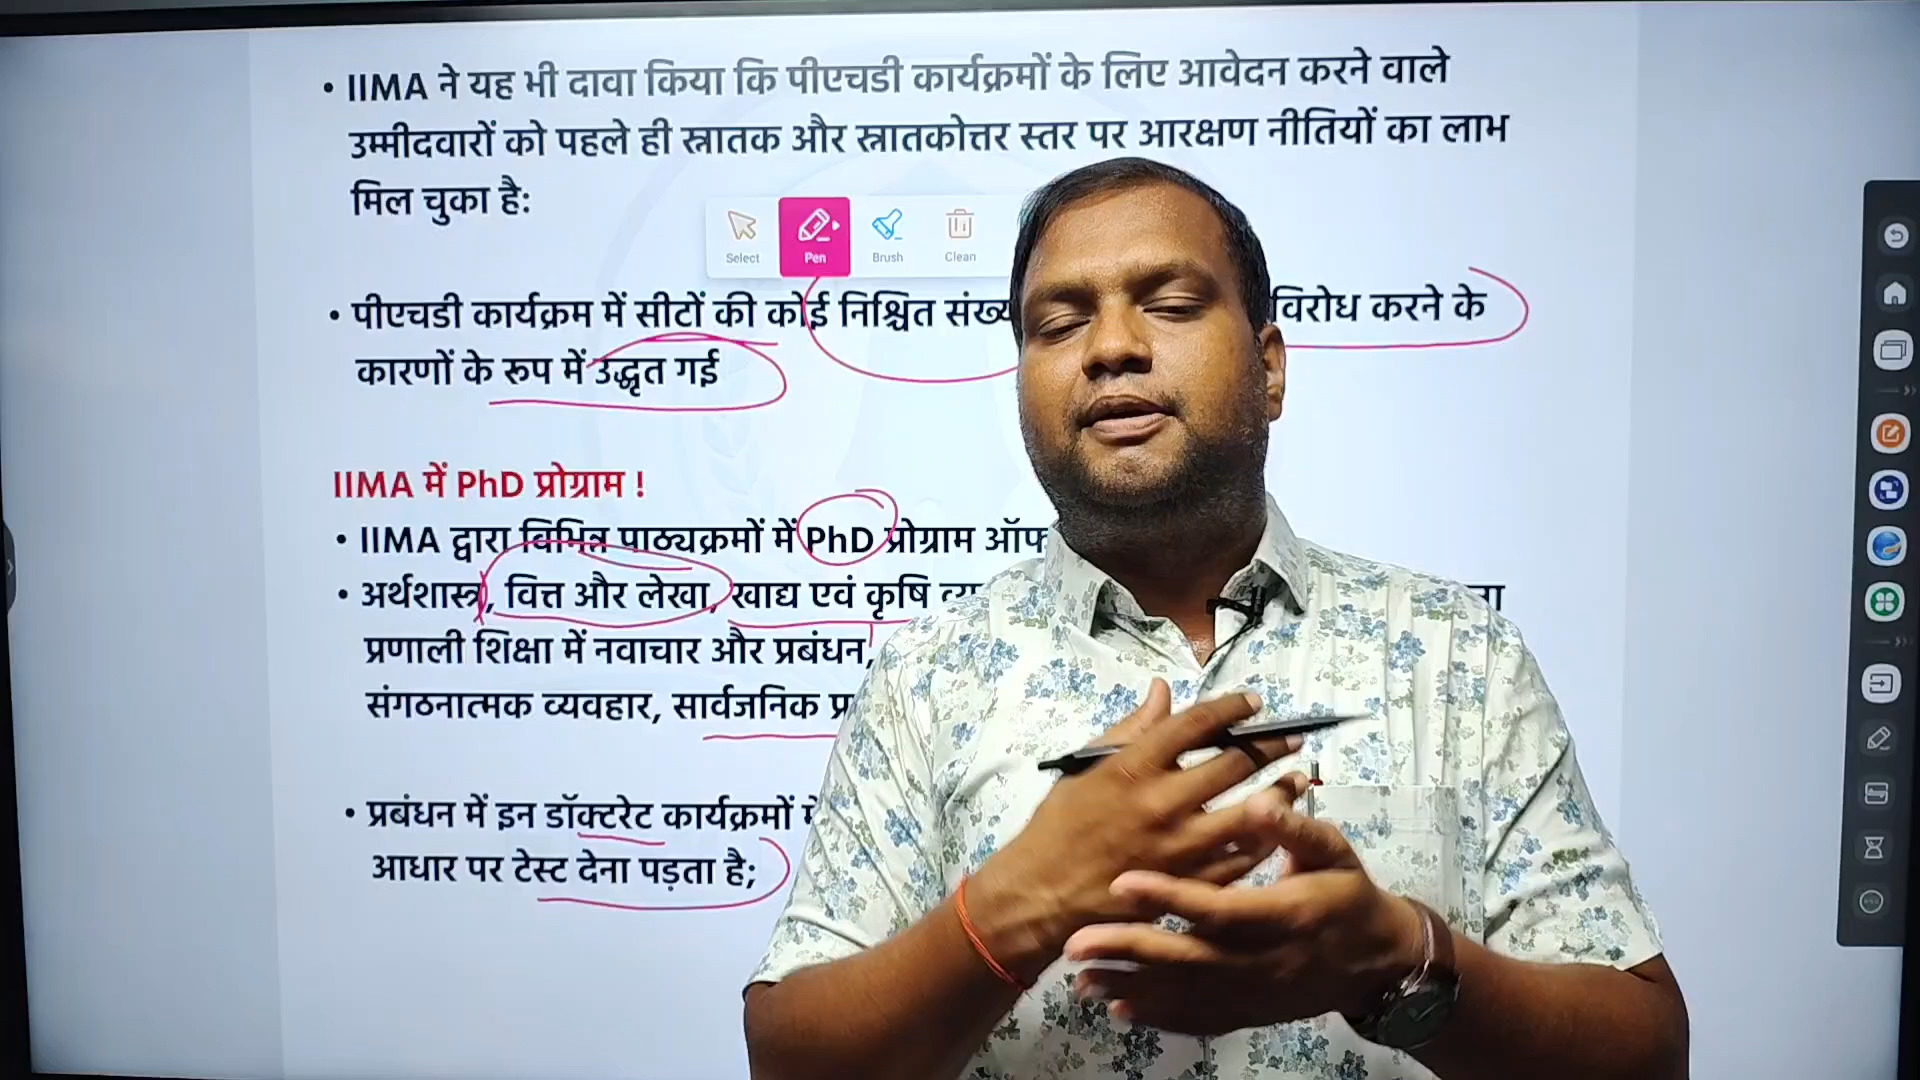 • IIMA ने यह भी दावा किया कि पीएचडी कार्यक्रमों के लिए आवेदन करने वाले
उम्मीदवारों को पहले ही स्नातक और स्नातकोत्तर स्तर पर आरक्षण नीतियों का लाभ
मिल चुका है:
Select Pen Brush Clean
• पीएचडी कार्यक्रम में सीटों की कोई निश्चित विरोध करने के
कारणों के रूप में उद्धृत गई
IIMA में PhD प्रोग्राम !
• IIMA द्वारा विभिन्न पाठ्यक्रमों में PhD प्रोग्राम
• अर्थशास्त्र, वित्त और लेखा, खाद्य एवं कृषि
प्रणाली शिक्षा में नवाचार और प्रबंधन,
संगठनात्मक व्यवहार, सार्वजनिक
• प्रबंधन में इन डॉक्टरेट कार्यक्रमों
आधार पर टेस्ट देना पड़ता है;